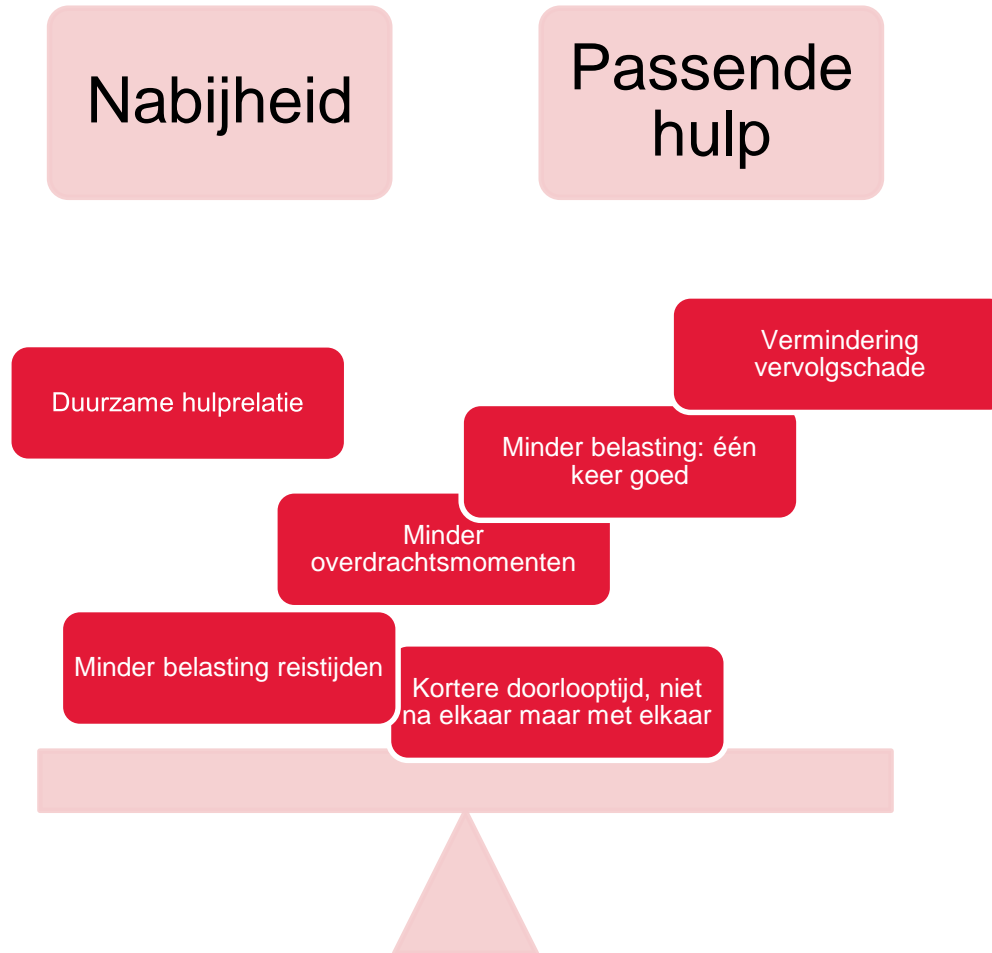 Nabijheid
Passende
hulp
Vermindering
vervolgschade
Duurzame hulprelatie
Minder belasting: één
keer goed
Minder
overdrachtsmomenten
Minder belasting reistijden
Kortere doorlooptijd, niet
na elkaar maar met elkaar